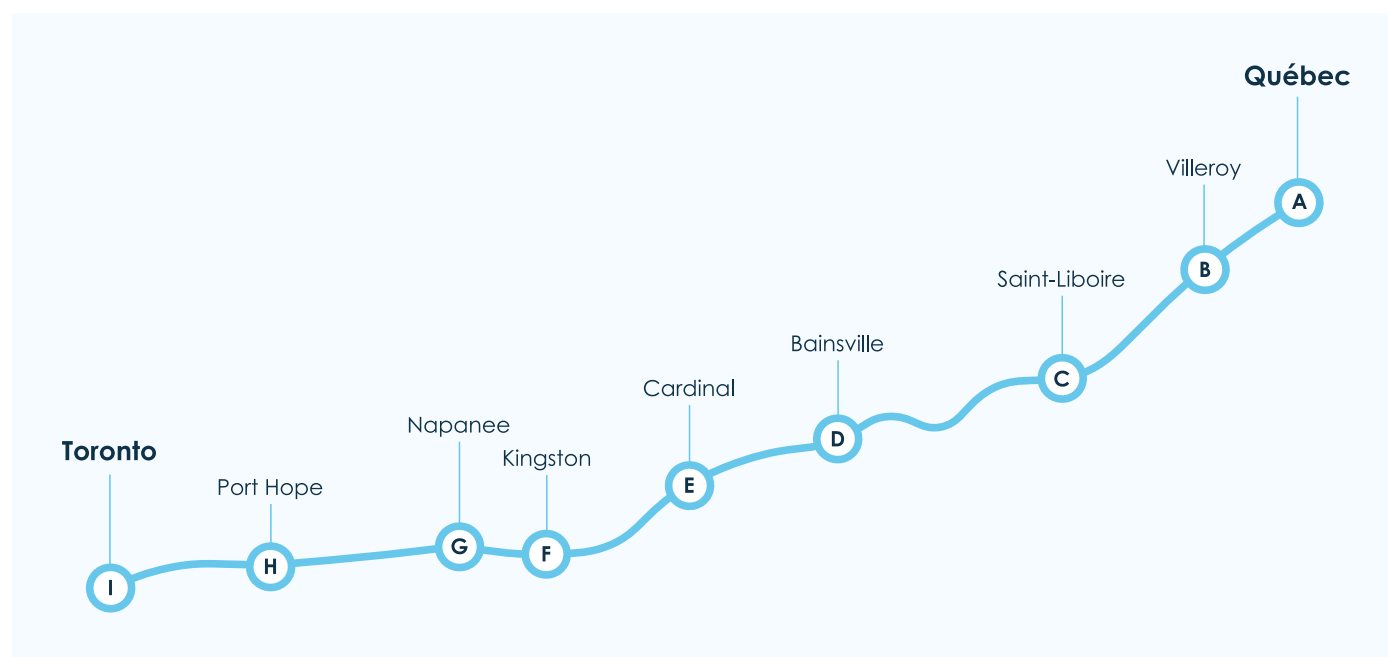 Québec
Villeroy
A
B
Saint-Liboire
Bainsville
C
Cardinal
D
Napanee
Toronto
Kingston
E
Port Hope
G
F
H
I